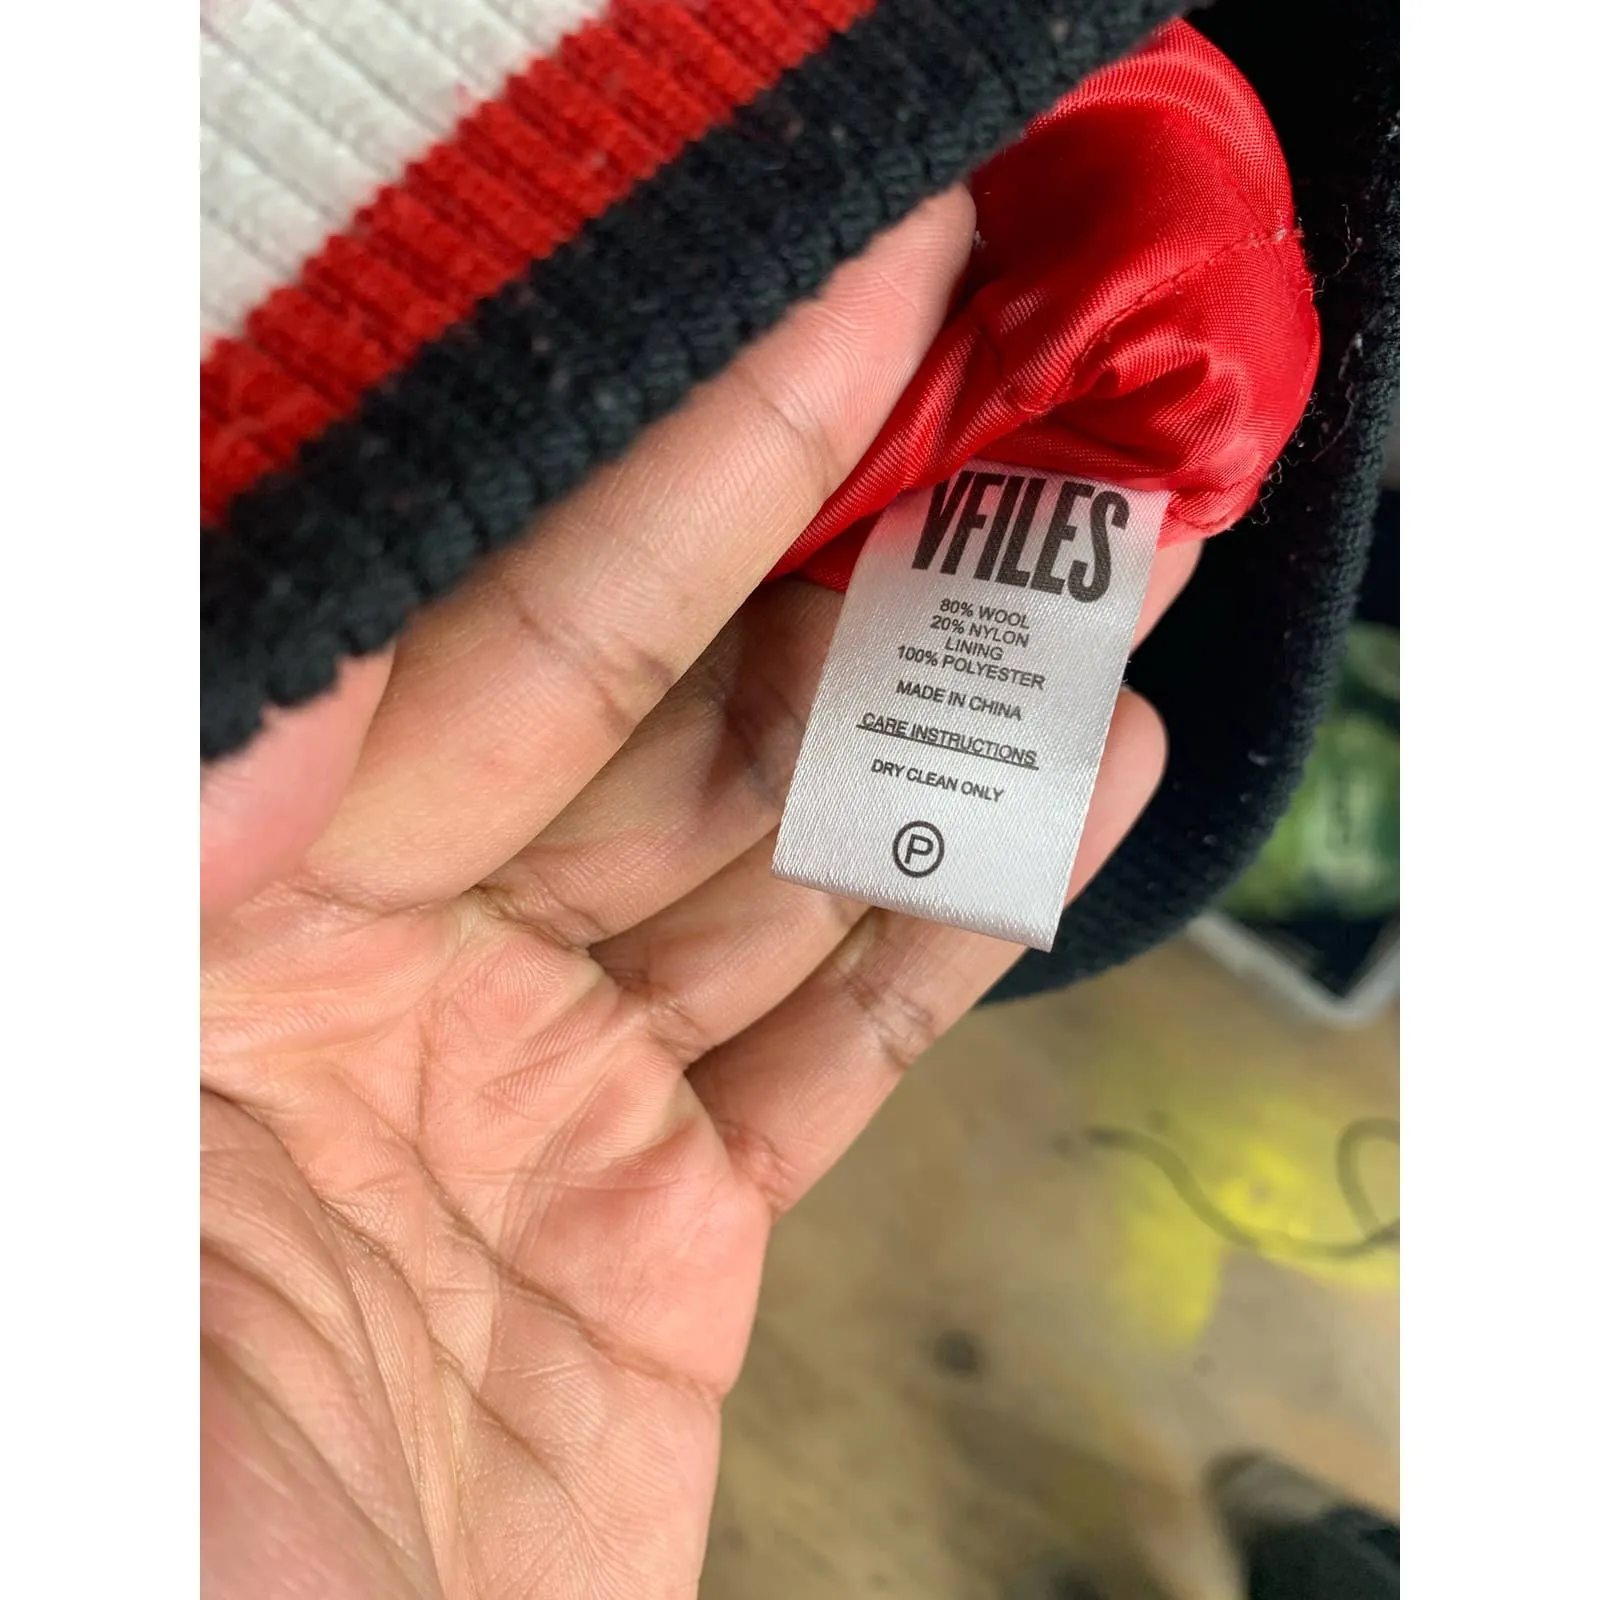 VFILES
80% WOOL
20% NYLON
LINING
100% POLYESTER
MADE IN CHINA
CARE INSTRUCTIONS
DRY CLEAN ONLY
P